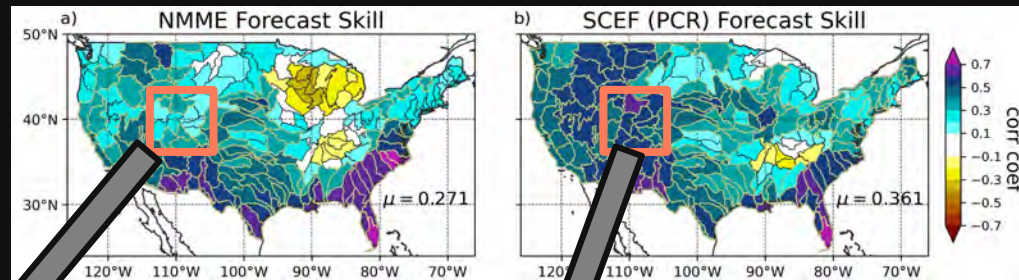 a) NMME Forecast Skill
50°N
40°N
30°N
μ = 0.271
120°W 110°W 100°W 90°W 80°W 70°W
b) SCEF (PCR) Forecast Skill
μ = 0.361
120°W 110°W 100°W 90°W 80°W 70°W
0.7
0.5
0.3
0.1
−0.1
−0.3
−0.5
−0.7
corr coef